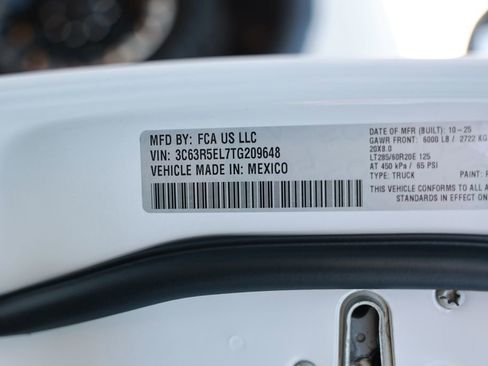 MFD BY: FCA US LLC
VIN: 3C63R5EL7TG209648
VEHICLE MADE IN: MEXICO
DATE OF MFR (BUILT): 10-25
GAWR FRONT: 6000 LB / 2722 KG
20X8.0
LT285/60R20E 125
AT 450 kPa / 65 PSI
TYPE: TRUCK PAINT:
THIS VEHICLE CONFORMS TO ALL
STANDARDS IN EFFECT ON